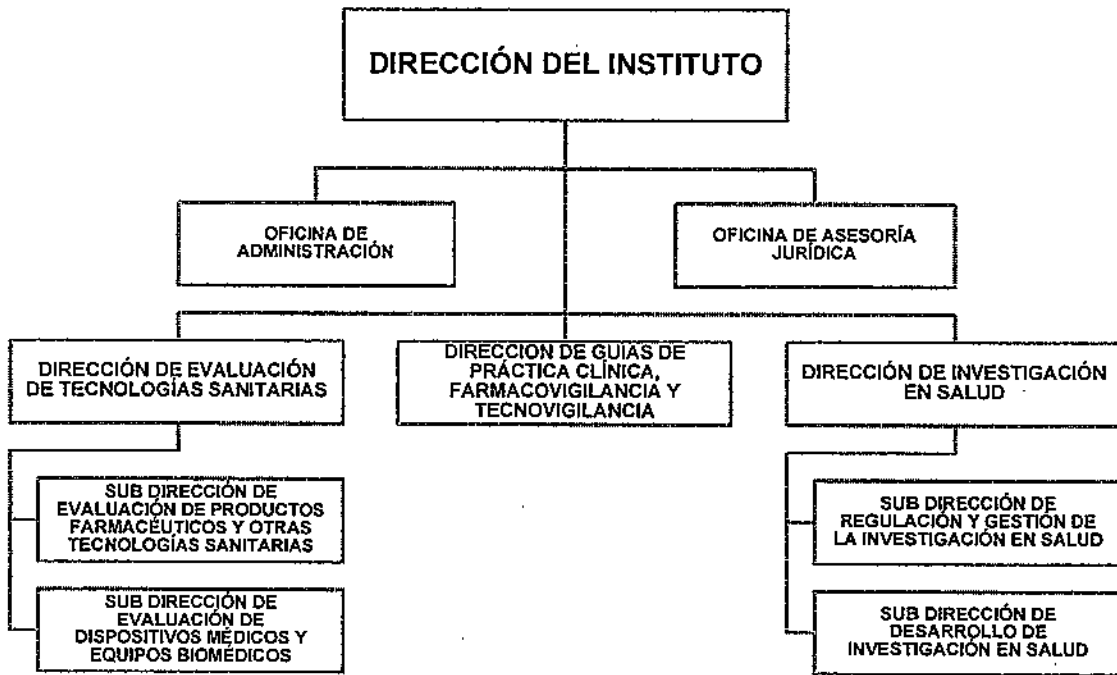 DIRECCIÓN DEL INSTITUTO
OFICINA DE
ADMINISTRACIÓN
OFICINA DE ASESORÍA
JURÍDICA
DIRECCIÓN DE EVALUACIÓN
DE TECNOLOGÍAS SANITARIAS
DIRECCION DE GUIAS DE
PRÁCTICA CLÍNICA,
FARMACOVIGILANCIA Y
TECNOVIGILANCIA
DIRECCIÓN DE INVESTIGACIÓN
EN SALUD
SUB DIRECCIÓN DE
EVALUACIÓN DE PRODUCTOS
FARMACÉUTICOS Y OTRAS
TECNOLOGÍAS SANITARIAS
SUB DIRECCIÓN DE
REGULACIÓN Y GESTIÓN DE
LA INVESTIGACIÓN EN SALUD
SUB DIRECCIÓN DE
EVALUACIÓN DE
DISPOSITIVOS MÉDICOS Y
EQUIPOS BIOMÉDICOS
SUB DIRECCIÓN DE
DESARROLLO DE
INVESTIGACIÓN EN SALUD